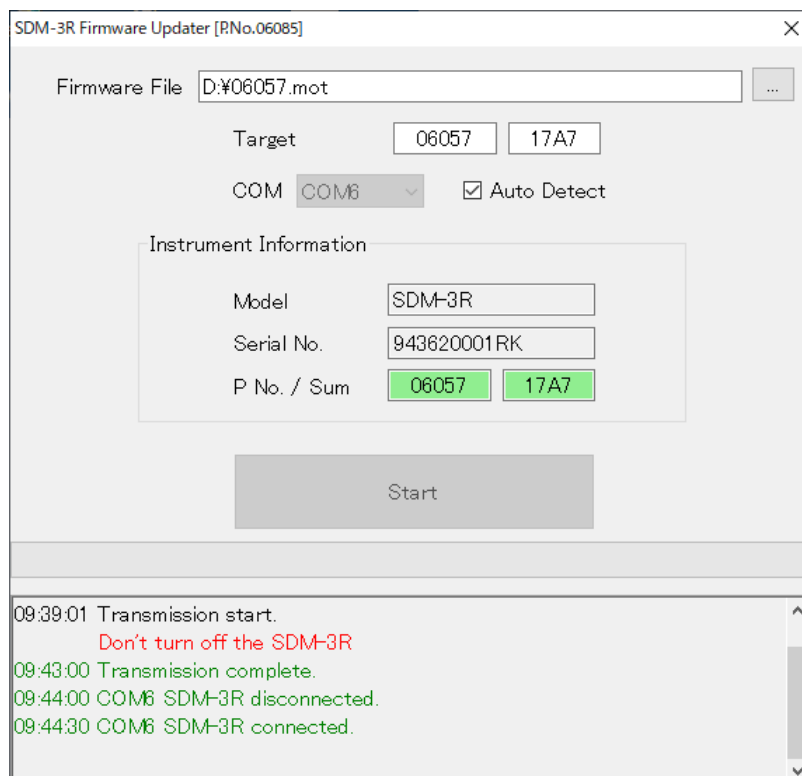 SDM-3R Firmware Updater [P.No.06085]
Firmware File D:¥06057.mot ...
Target 06057 17A7
COM COM6 Auto Detect
Instrument Information
Model SDM-3R
Serial No. 943620001RK
P No. / Sum 06057 17A7
Start
09:39:01 Transmission start.
Don't turn off the SDM-3R
09:43:00 Transmission complete.
09:44:00 COM6 SDM-3R disconnected.
09:44:30 COM6 SDM-3R connected.